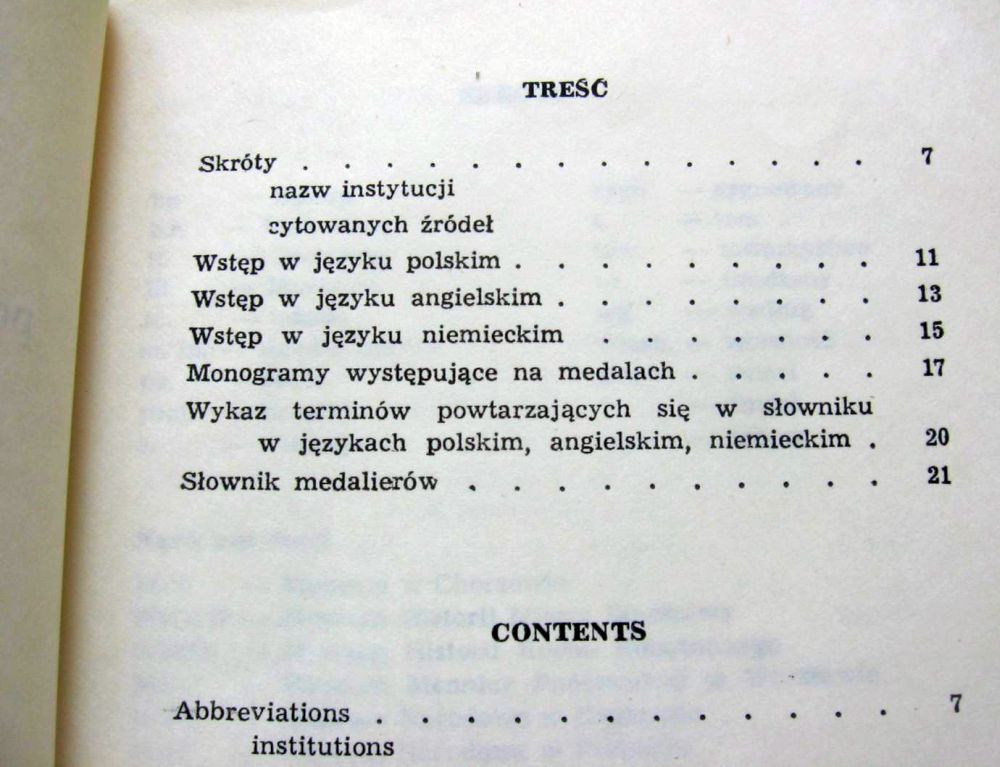 TREŚĆ
Skróty . . . . . . . . . . . . . . 7
nazw instytucji
cytowanych źródeł
Wstęp w języku polskim . . . . . . . . . 11
Wstęp w języku angielskim . . . . . . . . 13
Wstęp w języku niemieckim . . . . . . . 15
Monogramy występujące na medalach . . . . . 17
Wykaz terminów powtarzających się w słowniku
w językach polskim, angielskim, niemieckim . 20
Słownik medalierów . . . . . . . . . . 21
CONTENTS
Abbreviations . . . . . . . . . . . . 7
institutions